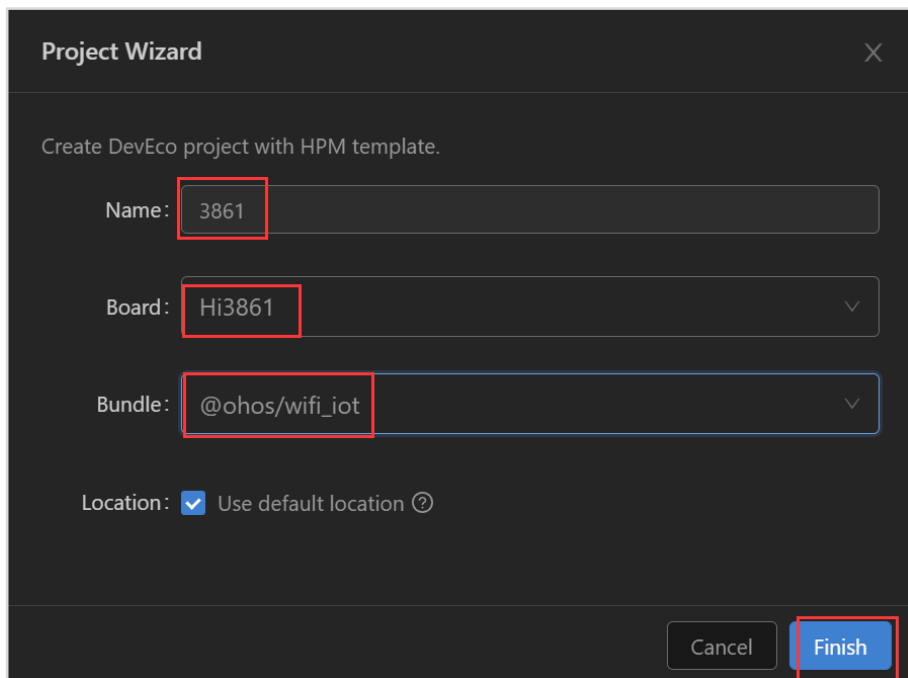 Project Wizard
Create DevEco project with HPM template.
Name: 3861
Board: Hi3861
Bundle: @ohos/wifi_iot
Location: Use default location
Cancel Finish